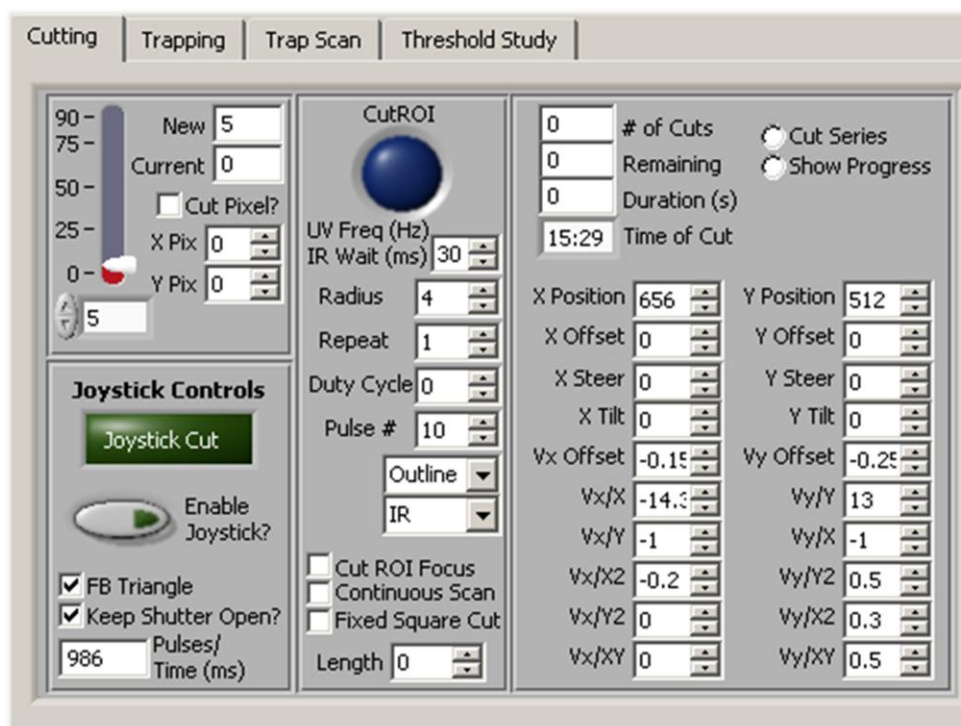 Cutting Trapping Trap Scan Threshold Study
90
75
50
25
0
5
New 5
Current 0
Cut Pixel?
X Pix 0
Y Pix 0
Joystick Controls
Joystick Cut
Enable
Joystick?
FB Triangle
Keep Shutter Open?
986 Pulses/
Time (ms)
CutROI
UV Freq (Hz)
IR Wait (ms) 30
Radius 4
Repeat 1
Duty Cycle 0
Pulse # 10
Outline
IR
Cut ROI Focus
Continuous Scan
Fixed Square Cut
Length 0
0 # of Cuts
0 Remaining
0 Duration (s)
15:29 Time of Cut
Cut Series
Show Progress
X Position 656 Y Position 512
X Offset 0 Y Offset 0
X Steer 0 Y Steer 0
X Tilt 0 Y Tilt 0
Vx Offset -0.15 Vy Offset -0.25
Vx/X -14.3 Vy/Y 13
Vx/Y -1 Vy/X -1
Vx/X2 -0.2 Vy/Y2 0.5
Vx/Y2 0 Vy/X2 0.3
Vx/XY 0 Vy/XY 0.5